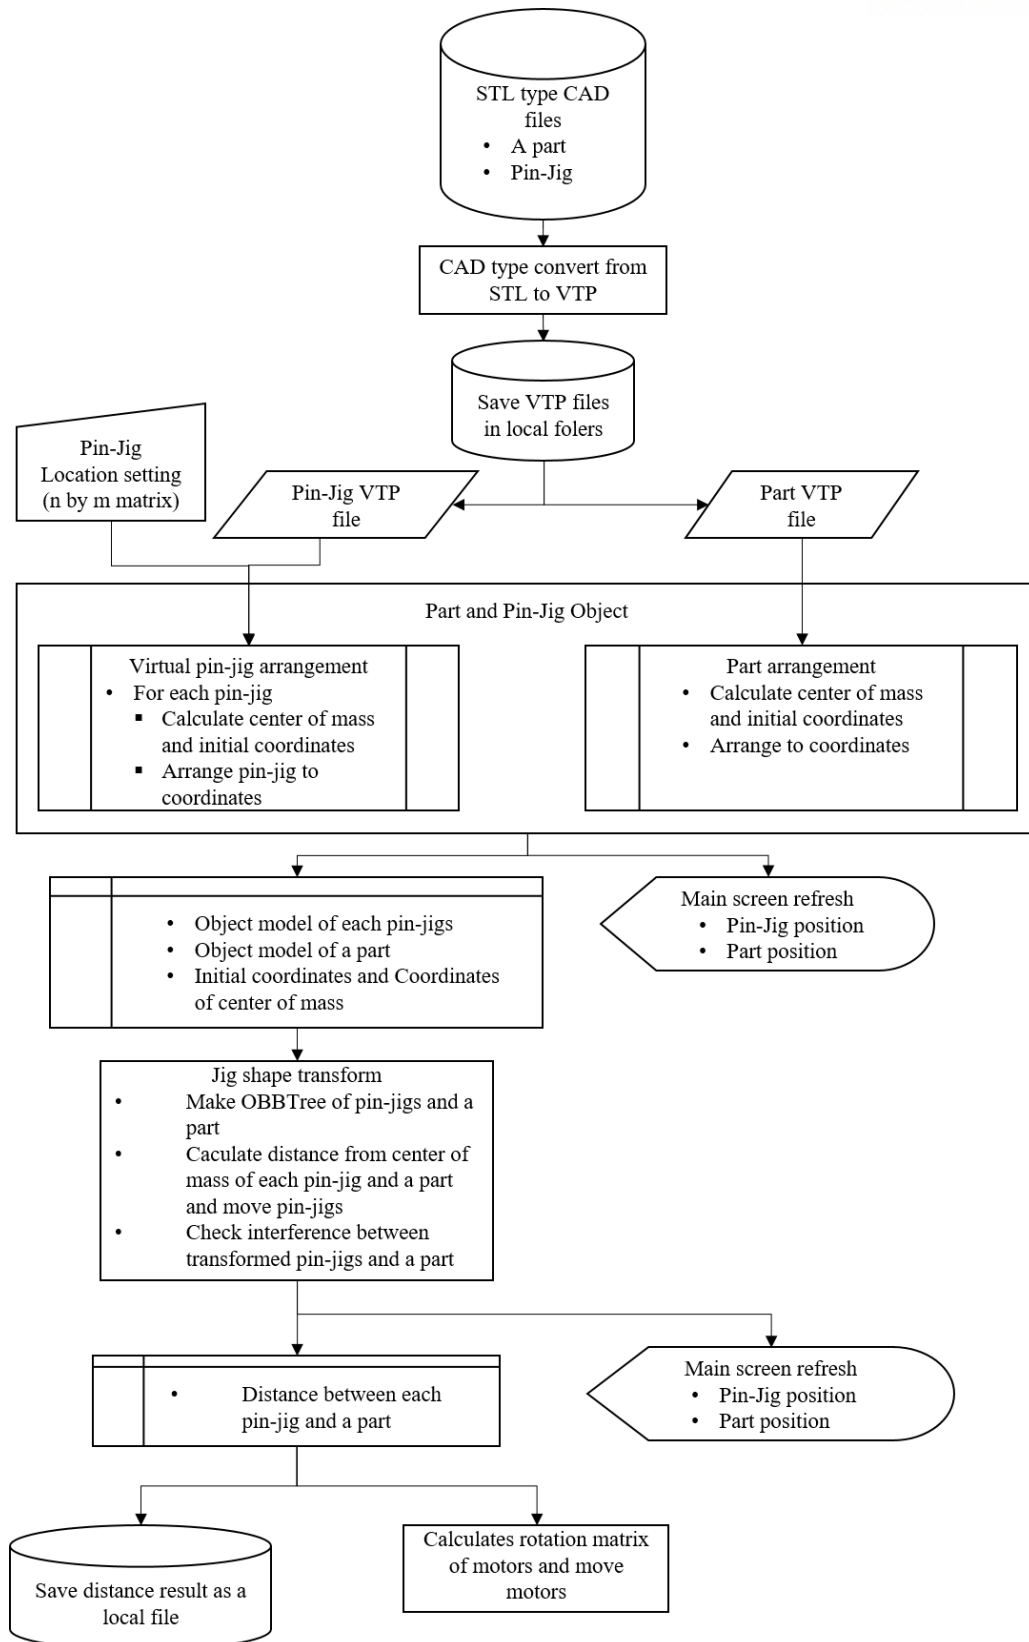 STL type CAD
files
• A part
• Pin-Jig
CAD type convert from
STL to VTP
Save VTP files
in local folers
Pin-Jig
Location setting
(n by m matrix)
Pin-Jig VTP
file
Part VTP
file
Part and Pin-Jig Object
Virtual pin-jig arrangement
• For each pin-jig
▪ Calculate center of mass
and initial coordinates
▪ Arrange pin-jig to
coordinates
Part arrangement
• Calculate center of mass
and initial coordinates
• Arrange to coordinates
• Object model of each pin-jigs
• Object model of a part
• Initial coordinates and Coordinates
of center of mass
Main screen refresh
• Pin-Jig position
• Part position
Jig shape transform
• Make OBBTree of pin-jigs and a
part
• Caculate distance from center of
mass of each pin-jig and a part
and move pin-jigs
• Check interference between
transformed pin-jigs and a part
• Distance between each
pin-jig and a part
Main screen refresh
• Pin-Jig position
• Part position
Save distance result as a
local file
Calculates rotation matrix
of motors and move
motors